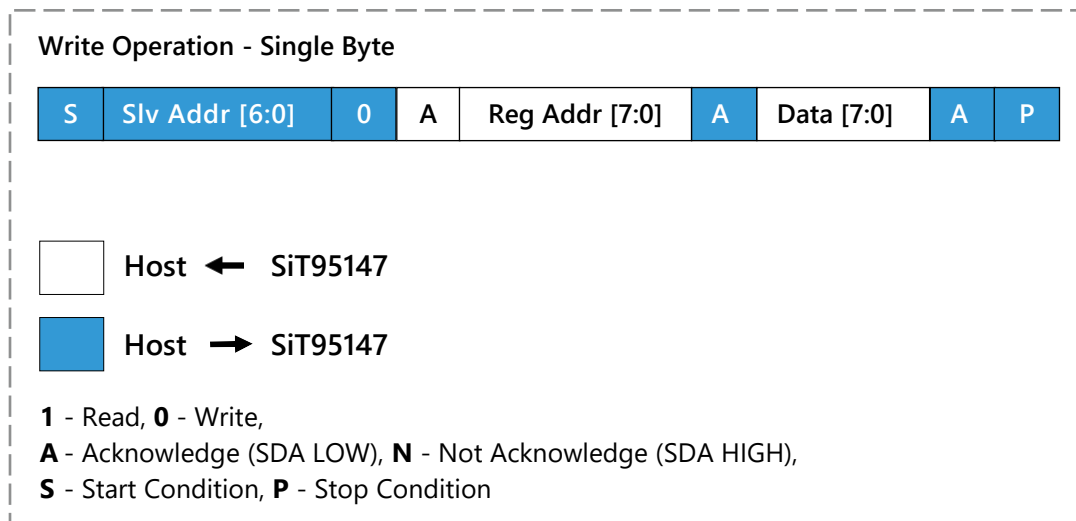 Write Operation - Single Byte
S Slv Addr [6:0] 0 A Reg Addr [7:0] A Data [7:0] A P
Host ← SiT95147
Host → SiT95147
1 - Read, 0 - Write,
A - Acknowledge (SDA LOW), N - Not Acknowledge (SDA HIGH),
S - Start Condition, P - Stop Condition